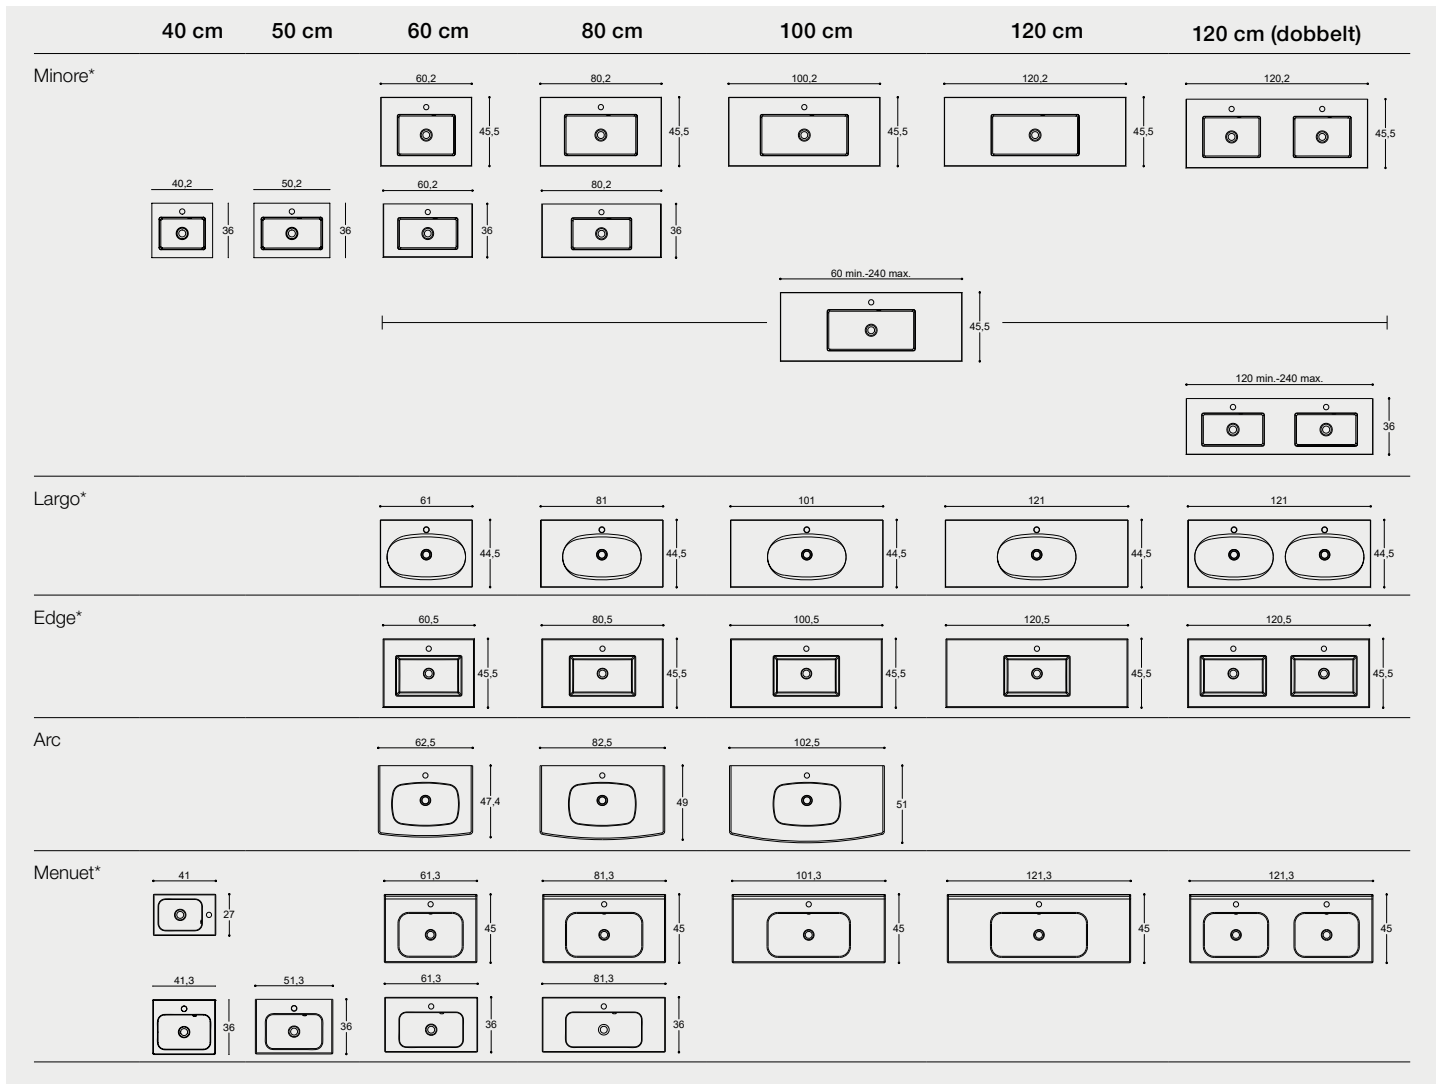 40 cm 50 cm 60 cm 80 cm 100 cm 120 cm 120 cm (dobbelt)
Minore*
60,2 80,2 100,2 120,2 120,2
45,5 45,5 45,5 45,5 45,5
40,2 50,2 60,2 80,2
36 36 36 36
60 min.-240 max.
45,5
120 min.-240 max.
36
Largo*
61 81 101 121 121
44,5 44,5 44,5 44,5 44,5
Edge*
60,5 80,5 100,5 120,5 120,5
45,5 45,5 45,5 45,5 45,5
Arc
62,5 82,5 102,5
47,4 49 51
Menuet*
41 61,3 81,3 101,3 121,3 121,3
27 45 45 45 45 45
41,3 51,3 61,3 81,3
36 36 36 36